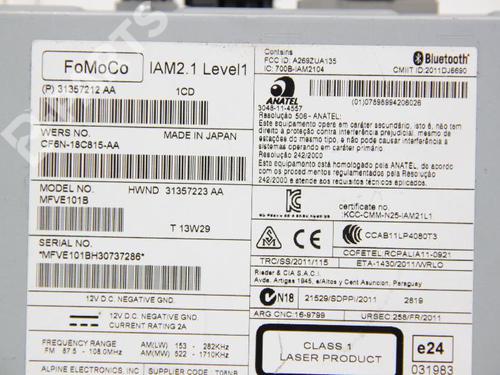 FoMoCo IAM2.1 Level1
(P) 31357212 AA 1CD
WERS NO. MADE IN JAPAN
CF6N-18C815-AA
MODEL NO. HWND 31357223 AA
MFVE101B
T 13W29
SERIAL NO.
*MFVE101BH30737286*
12V D.C. NEGATIVE GND.
12V D.C. NEGATIVE GND.
CURRENT RATING 2A
FREQUENCY RANGE AM(LW) 153 - 282KHz
FM 87.5 - 108.0MHz AM(MW) 522 - 1710KHz
ALPINE ELECTRONICS, INC SUPPLIER CODE : T08NB
Contains
FCC ID: A269ZUA135
IC: 700B-IAM2104
Bluetooth
CMIIT ID: 2011DJ6690
ANATEL
3048-11-4557
(01)07898994206026
Resolução 506 - ANATEL:
Este equipamento opera em caráter secundário, isto é, não tem
direito à proteção contra interferência prejudicial, mesmo de
estações do mesmo tipo, e não pode causar interferência a
sistemas operando em caráter primário.
Resolução 242/2000 - ANATEL:
Este equipamento está homologado pela ANATEL, de acordo
com os procedimentos regulamentados pela Resolução
242/2000 e atende aos requisitos técnicos aplicados.
certificate no.
KCC-CMM-N25-IAM21L1
CCAB11LP4080T3
COFETEL RCPALIA11-0921
TRC/SS/2011/115 ETA-1430/2011/WRLO
Rieder & CIA S.A.C.I.
Avda. Artigas 1945, e/Altos y Cent Asuncion, Paraguay
N18 21529/SDPPI/2011 2819
ARG CNC:16-9799 URSEC 258/FR/2011
CLASS 1
LASER PRODUCT
e24
031983